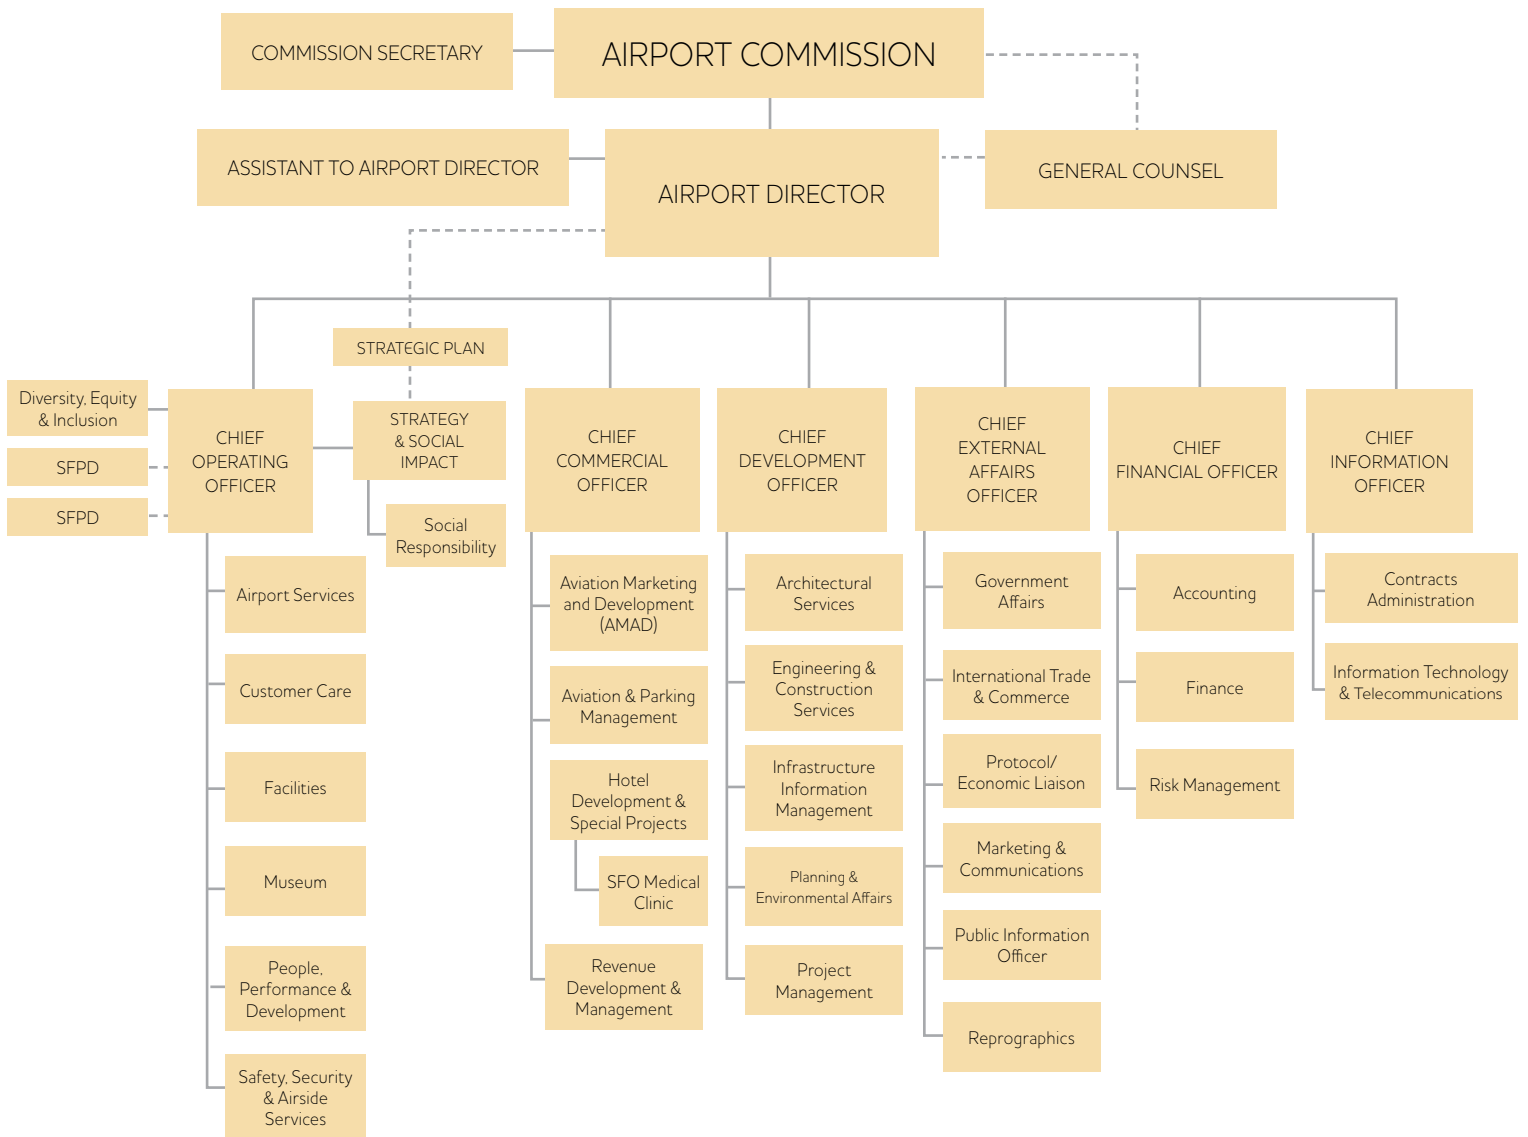 COMMISSION SECRETARY
AIRPORT COMMISSION
ASSISTANT TO AIRPORT DIRECTOR
AIRPORT DIRECTOR
GENERAL COUNSEL
STRATEGIC PLAN
Diversity, Equity
& Inclusion
SFPD
SFPD
CHIEF
OPERATING
OFFICER
STRATEGY
& SOCIAL
IMPACT
Social
Responsibility
Airport Services
Customer Care
Facilities
Museum
People,
Performance &
Development
Safety, Security
& Airside
Services
CHIEF
COMMERCIAL
OFFICER
Aviation Marketing
and Development
(AMAD)
Aviation & Parking
Management
Hotel
Development &
Special Projects
SFO Medical
Clinic
Revenue
Development &
Management
CHIEF
DEVELOPMENT
OFFICER
Architectural
Services
Engineering &
Construction
Services
Infrastructure
Information
Management
Planning &
Environmental Affairs
Project
Management
CHIEF
EXTERNAL
AFFAIRS
OFFICER
Government
Affairs
International Trade
& Commerce
Protocol/
Economic Liaison
Marketing &
Communications
Public Information
Officer
Reprographics
CHIEF
FINANCIAL OFFICER
Accounting
Finance
Risk Management
CHIEF
INFORMATION
OFFICER
Contracts
Administration
Information Technology
& Telecommunications